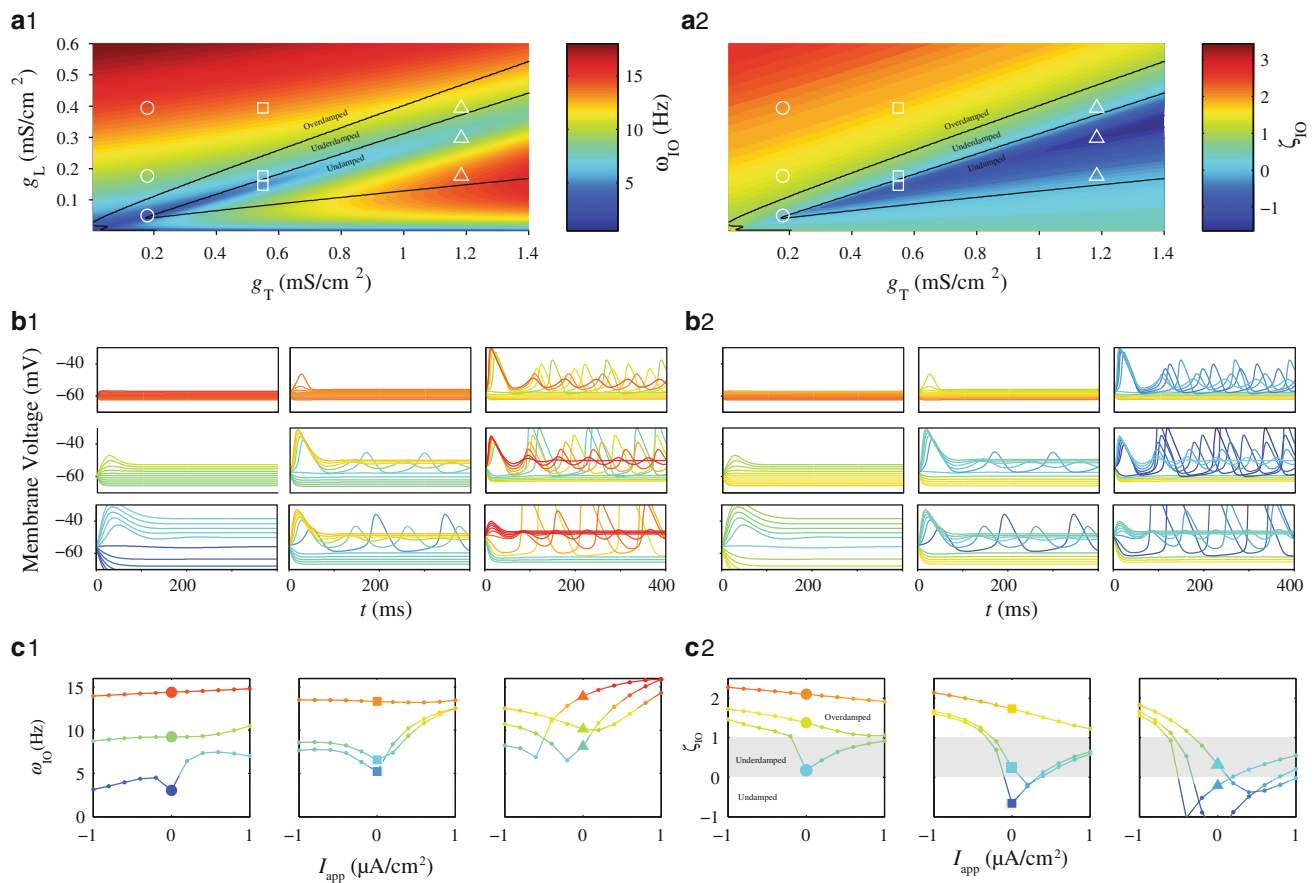 a1
a2
0.6
0.5
0.4
0.3
0.2
0.1
g_L (mS/cm²)
Overdamped
Underdamped
Undamped
0.2 0.4 0.6 0.8 1 1.2 1.4
g_T (mS/cm²)
15
10
5
ω_IO (Hz)
Overdamped
Underdamped
Undamped
0.2 0.4 0.6 0.8 1 1.2 1.4
g_T (mS/cm²)
3
2
1
0
−1
ζ_IO
b1
b2
Membrane Voltage (mV)
−40
−60
−40
−60
−40
−60
0 200 0 200 0 200 400
t (ms)
0 200 0 200 0 200 400
t (ms)
c1
c2
ω_IO (Hz)
15
10
5
0
−1 0 1 −1 0 1 −1 0 1
I_app (µA/cm²)
ζ_IO
2
1
0
−1
Overdamped
Underdamped
Undamped
−1 0 1 −1 0 1 −1 0 1
I_app (µA/cm²)